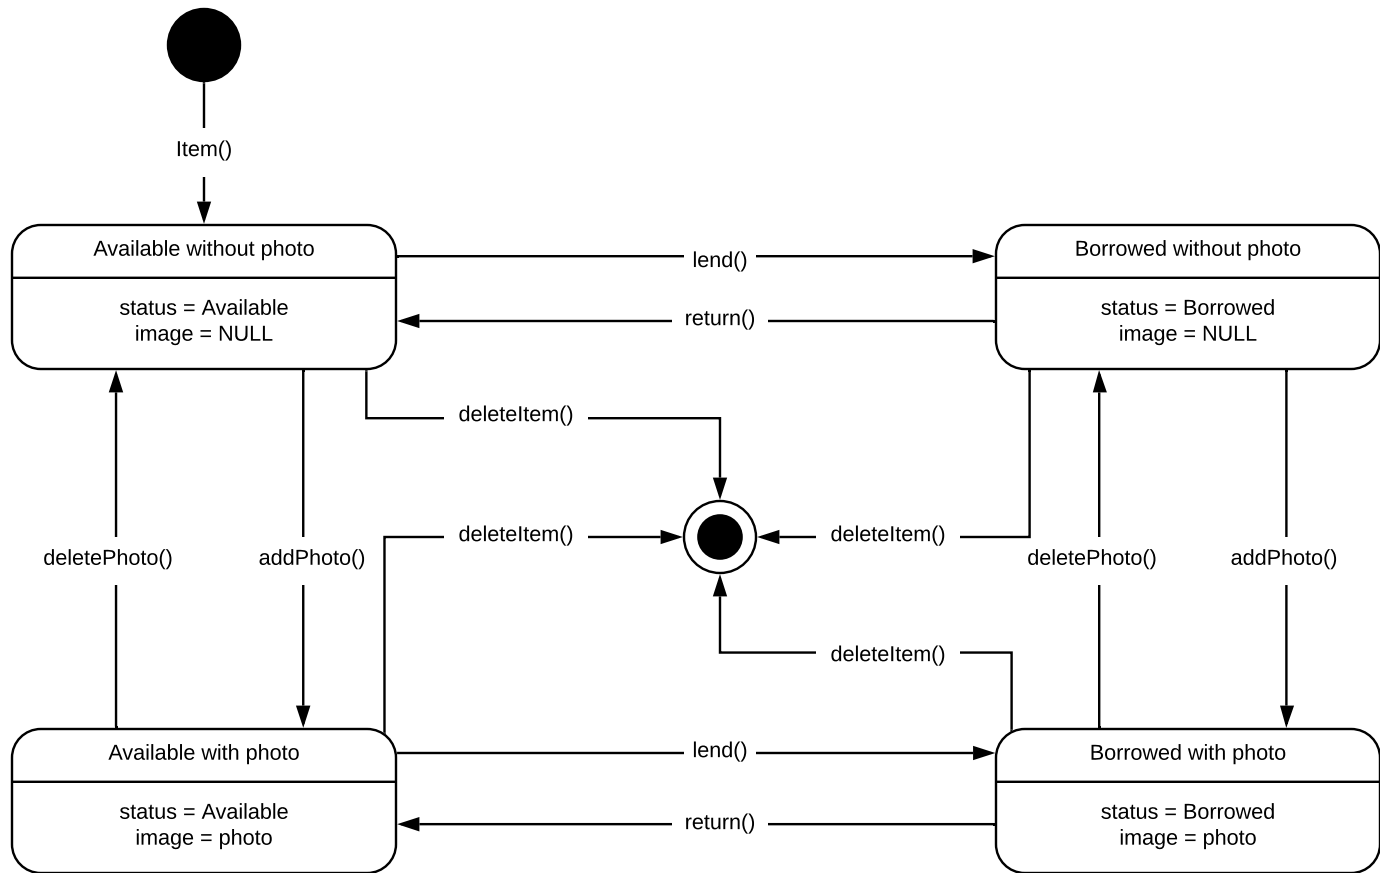 Item()
Available without photo
status = Available
image = NULL
lend()
return()
Borrowed without photo
status = Borrowed
image = NULL
deleteItem()
deleteItem()
deleteItem()
deletePhoto()
addPhoto()
deletePhoto()
addPhoto()
deleteItem()
Available with photo
status = Available
image = photo
lend()
return()
Borrowed with photo
status = Borrowed
image = photo